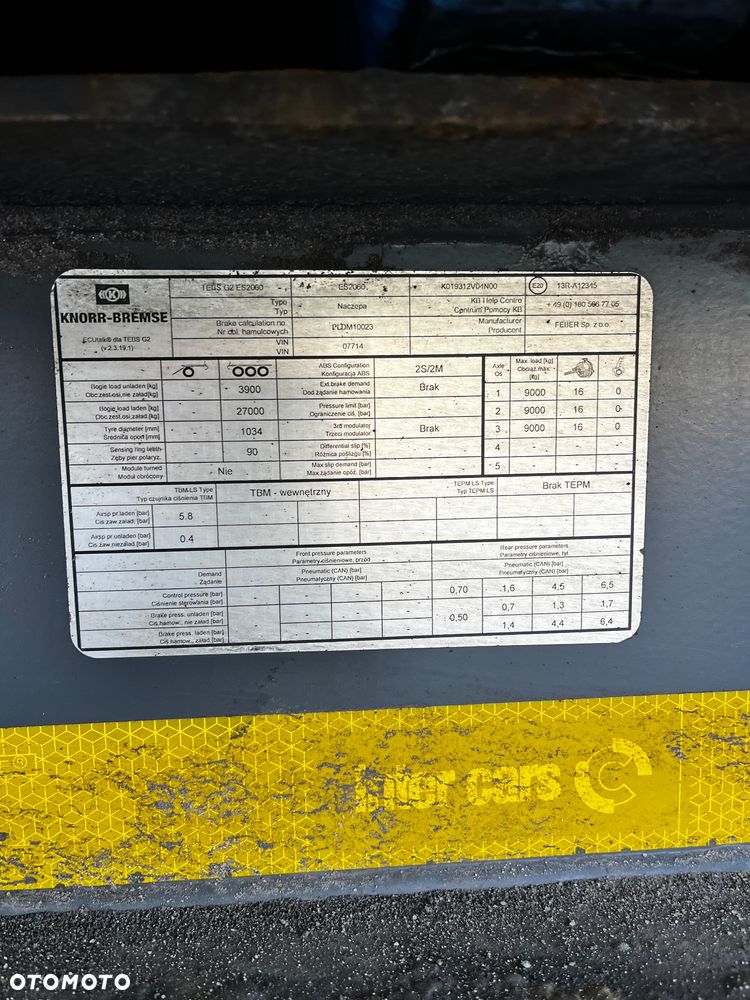 KNORR-BREMSE
ECUtalk® dla TEBS G2
(v.2.3.19.1)
TEBS G2 ES2060 ES2060 K019312V04N00 E20 13R-A12345
Type Naczepa KB Help Centre + 49 (0) 180 566 77 05
Typ Centrum Pomocy KB
Brake calculation no. PLDM10023 Manufacturer FEBER Sp. z o.o.
Nr obl. hamulcowych Producent
VIN 07714
VIN
ABS Configuration 2S/2M
Konfiguracja ABS
Axle Max. load [kg]
Oś Obciąż.max. [kg]
Bogie load unladen [kg] 3900 Ext.brake demand Brak
Obc.zest.osi,nie zalad[kg] Dod.żądanie hamowania
1 9000 16 0
Bogie load laden [kg] 27000 Pressure limit [bar] -
Obc.zest.osi,zalad[kg] Ograniczenie ciś. [bar]
2 9000 16 0
Tyre diameter [mm] 1034 3rd modulator Brak
Średnica opon [mm] Trzeci modulator
3 9000 16 0
Sensing ring teeth 90 Differential slip [%] -
Zęby pier.polaryz. Różnica poślizgu [%]
4 - - -
Module turned Nie Max slip demand [bar] -
Moduł obrócony Max.żądanie opóź. [bar]
5 - - -
TBM-LS Type TBM - wewnętrzny TEPM LS Type Brak TEPM
Typ czujnika ciśnienia TBM Typ TEPM LS
Airsp pr.laden [bar] 5.8
Ciś.zaw.załad. [bar]
Airsp pr.unladen [bar] 0.4
Ciś.zaw.niezaład. [bar]
Front pressure parameters Rear pressure parameters
Parametry ciśnieniowe, przód Parametry ciśnieniowe, tył
Demand Pneumatic (CAN) [bar] Pneumatic (CAN) [bar]
Żądanie Pneumatyczny (CAN) [bar] Pneumatyczny (CAN) [bar]
Control pressure [bar] - - - - 0,70 1,6 4,5 6,5
Ciśnienie sterowania [bar]
Brake press. unladen [bar] - - - - 0,50 0,7 1,3 1,7
Ciś.hamow., nie załad [bar]
Brake press. laden [bar] - - - 1,4 4,4 6,4
Ciś.hamow., załad [bar]
inter cars
OTOMOTO